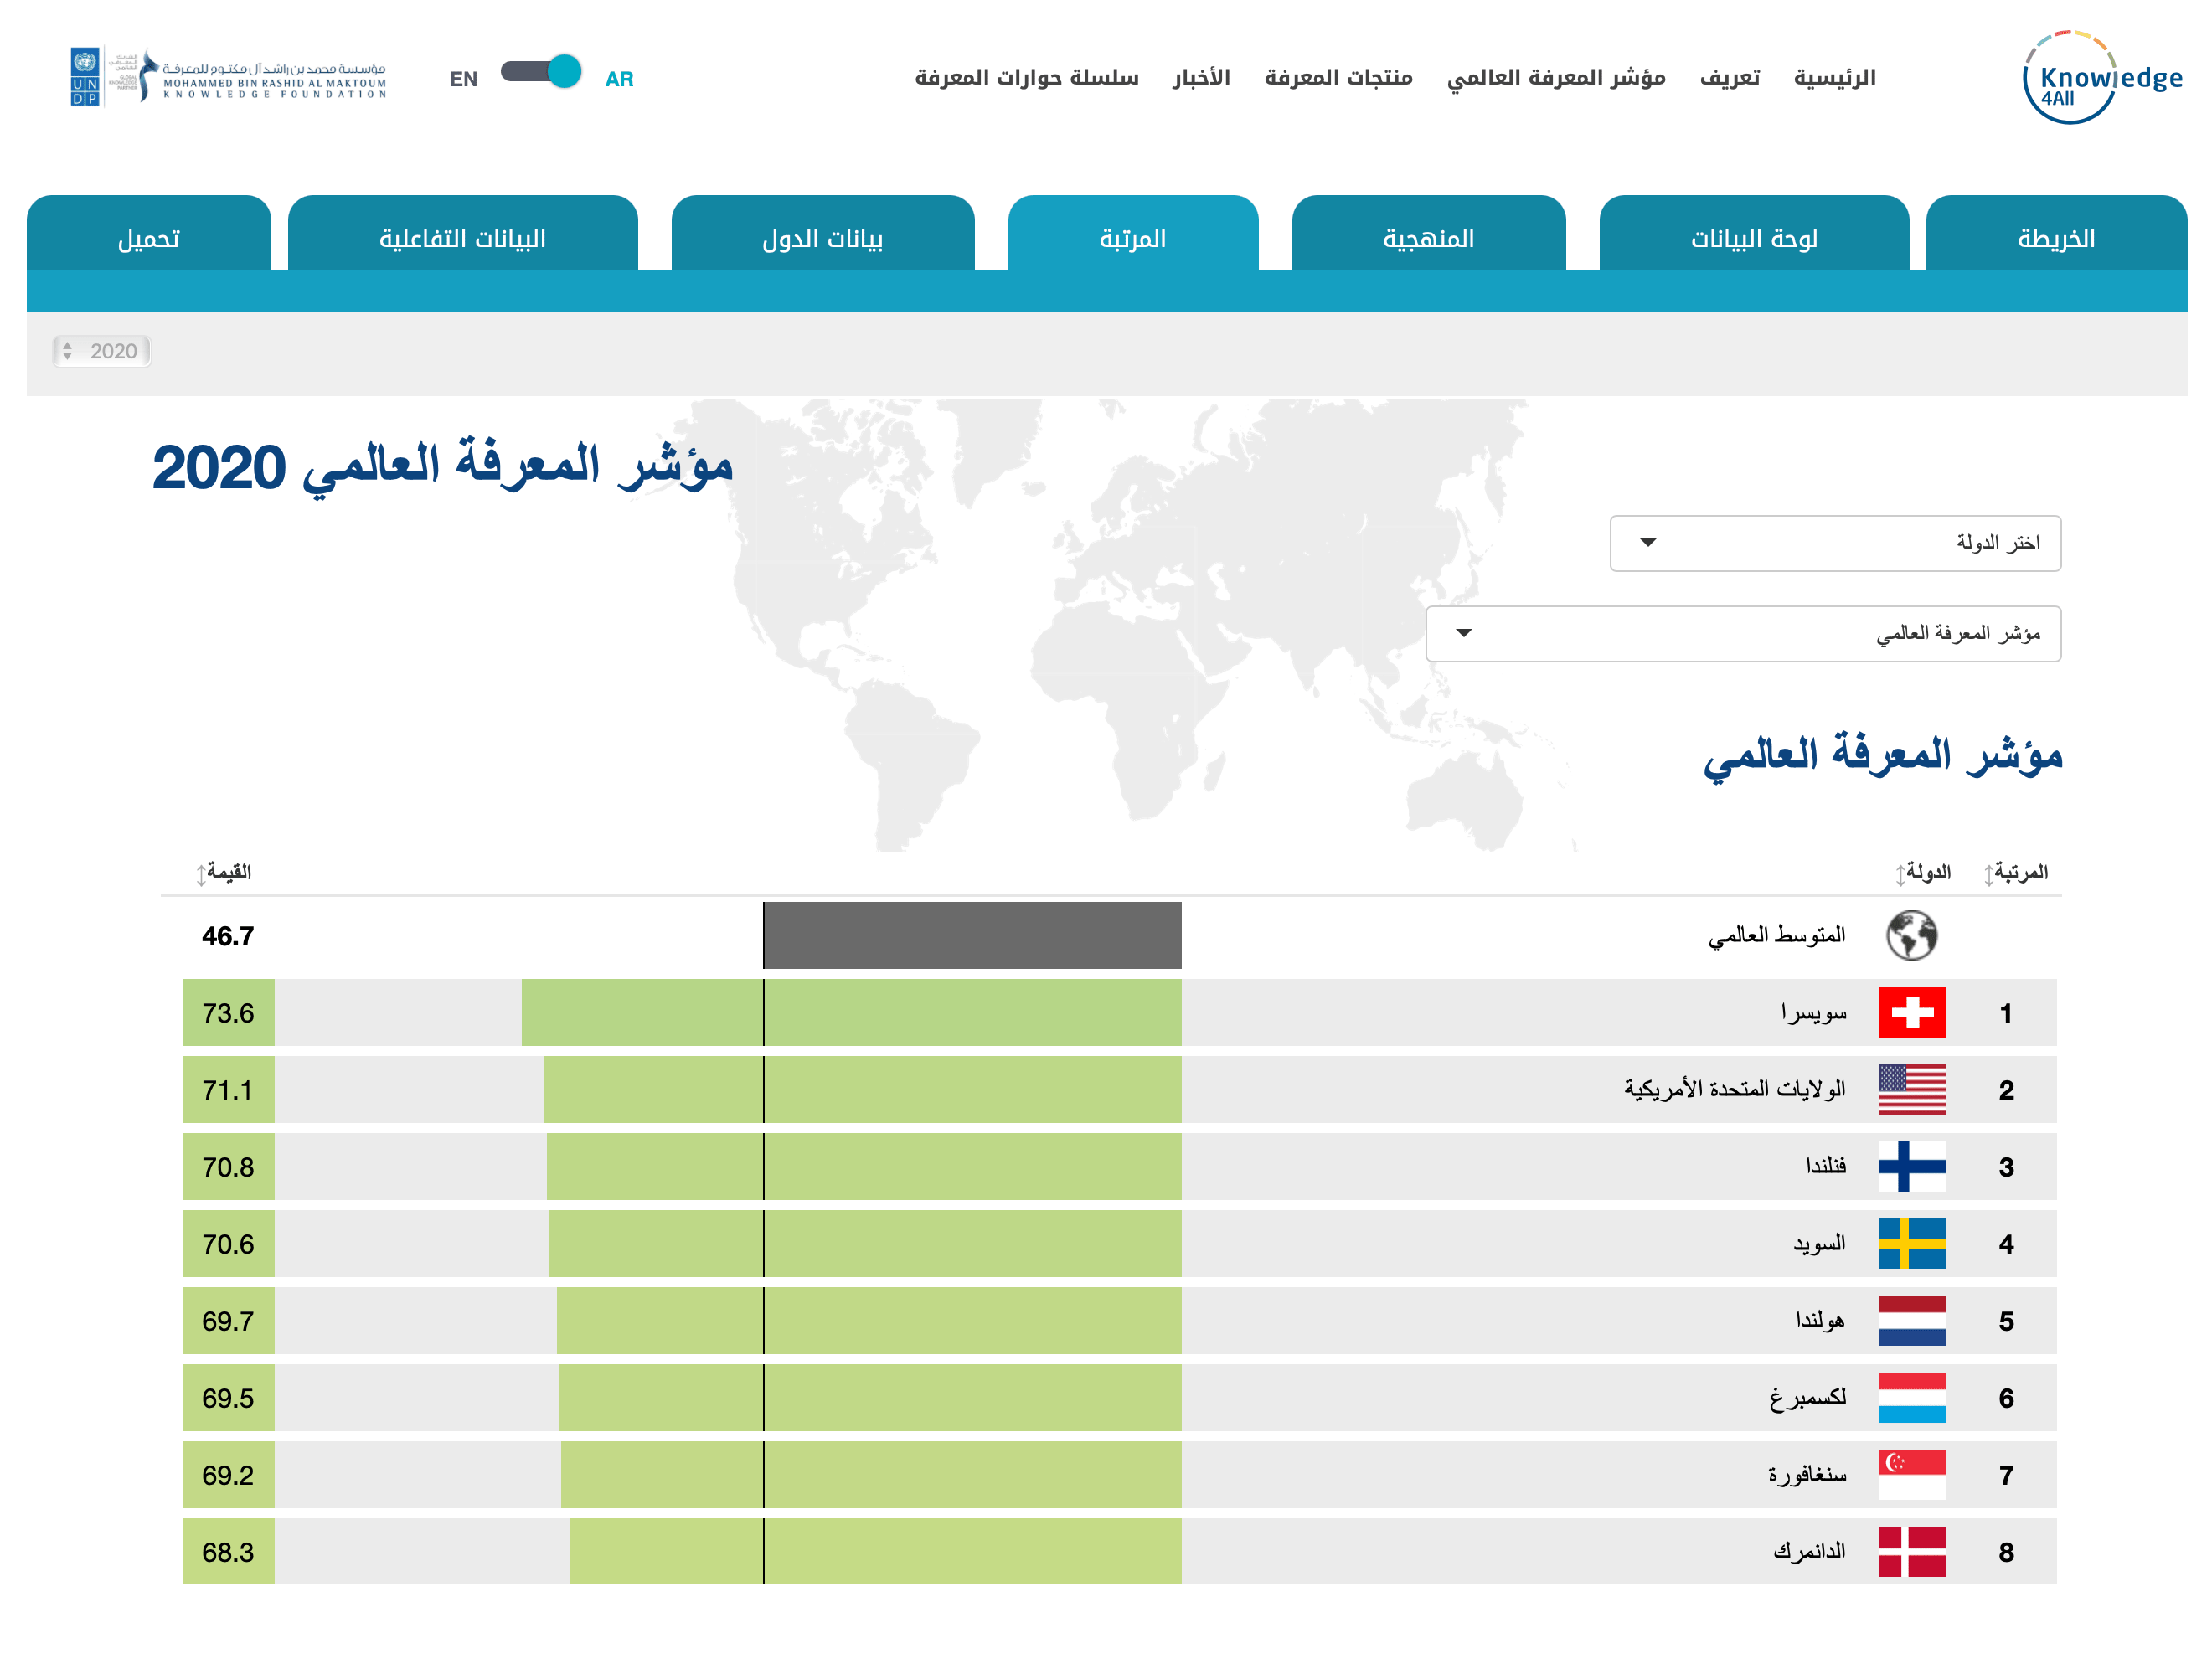 Knowledge
4All
الرئيسية
تعريف
مؤشر المعرفة العالمي
منتجات المعرفة
الأخبار
سلسلة حوارات المعرفة
AR
EN
مؤسسة محمد بن راشد آل مكتوم للمعرفة
MOHAMMED BIN RASHID AL MAKTOUM
KNOWLEDGE FOUNDATION
UN
DP
الخريطة
لوحة البيانات
المنهجية
المرتبة
بيانات الدول
البيانات التفاعلية
تحميل
2020
مؤشر المعرفة العالمي 2020
اختر الدولة
مؤشر المعرفة العالمي
مؤشر المعرفة العالمي
المرتبة الدولة القيمة
المتوسط العالمي 46.7
1 سويسرا 73.6
2 الولايات المتحدة الأمريكية 71.1
3 فنلندا 70.8
4 السويد 70.6
5 هولندا 69.7
6 لكسمبرغ 69.5
7 سنغافورة 69.2
8 الدانمرك 68.3